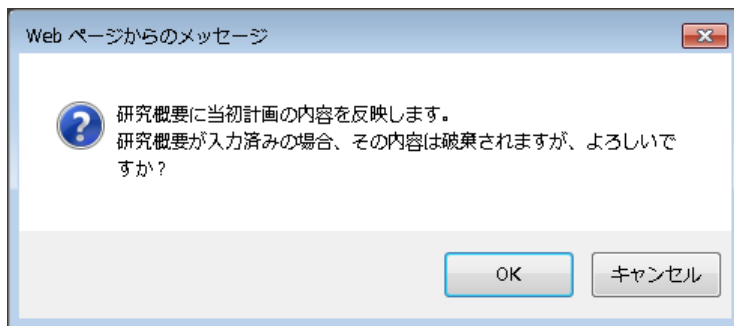 Web ページからのメッセージ
研究概要に当初計画の内容を反映します。
研究概要が入力済みの場合、その内容は破棄されますが、よろしいで
すか？
OK
キャンセル